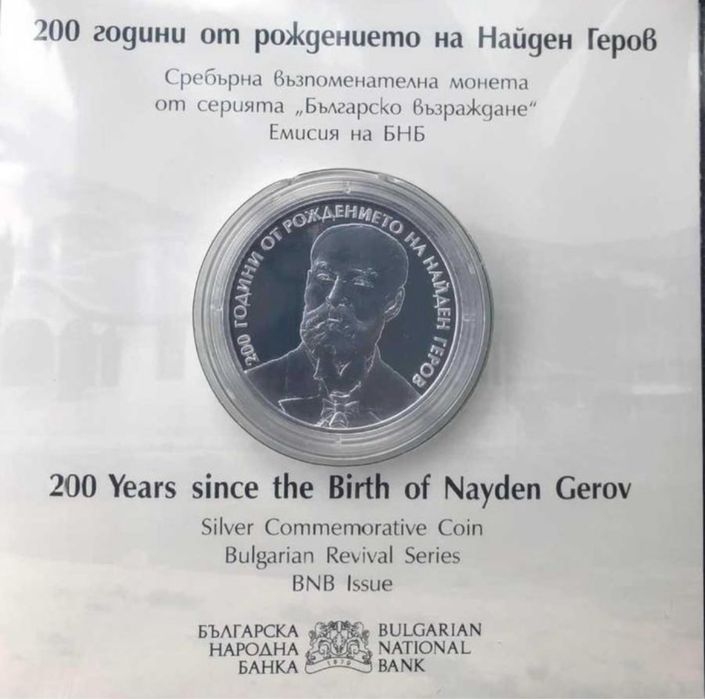 200 години от рождението на Найден Геров
Сребърна възпоменателна монета
от серията „Българско възраждане“
Емисия на БНБ
200 ГОДИНИ ОТ РОЖДЕНИЕТО НА НАЙДЕН ГЕРОВ
200 Years since the Birth of Nayden Gerov
Silver Commemorative Coin
Bulgarian Revival Series
BNB Issue
БЪЛГАРСКА
НАРОДНА
БАНКА
1879
BULGARIAN
NATIONAL
BANK